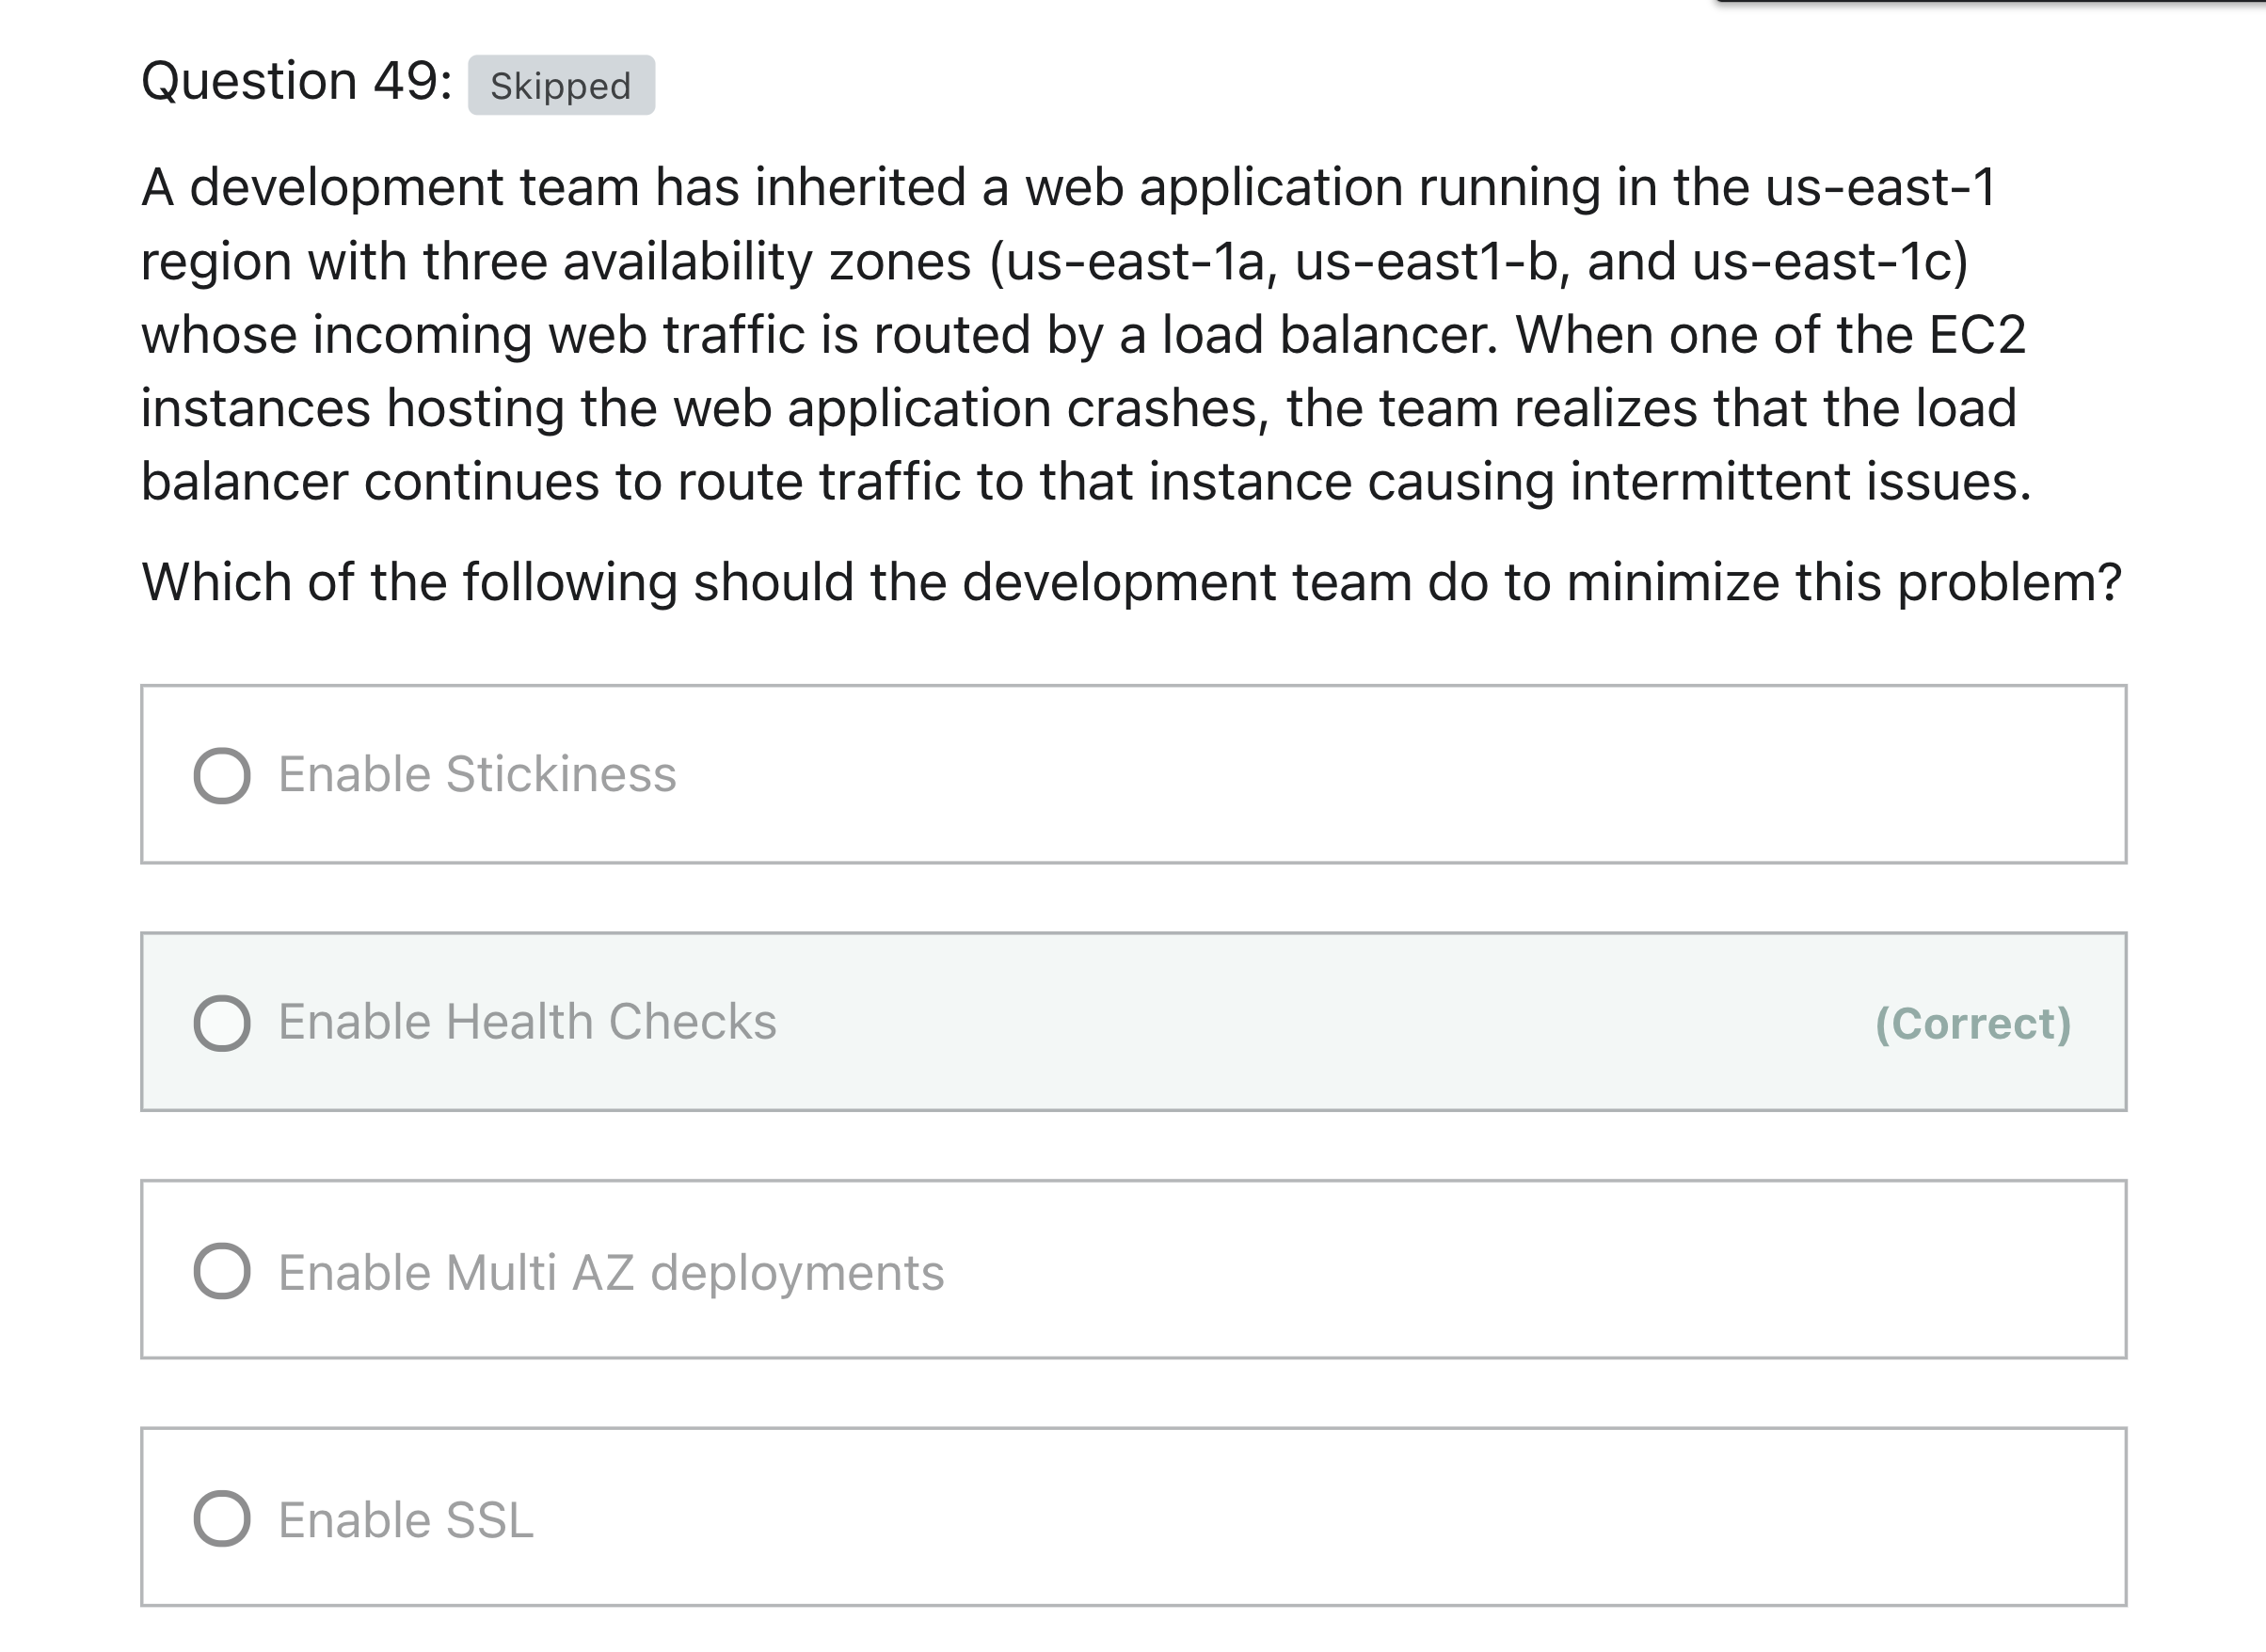 Question 49: Skipped
A development team has inherited a web application running in the us-east-1
region with three availability zones (us-east-1a, us-east1-b, and us-east-1c)
whose incoming web traffic is routed by a load balancer. When one of the EC2
instances hosting the web application crashes, the team realizes that the load
balancer continues to route traffic to that instance causing intermittent issues.
Which of the following should the development team do to minimize this problem?
Enable Stickiness
Enable Health Checks (Correct)
Enable Multi AZ deployments
Enable SSL